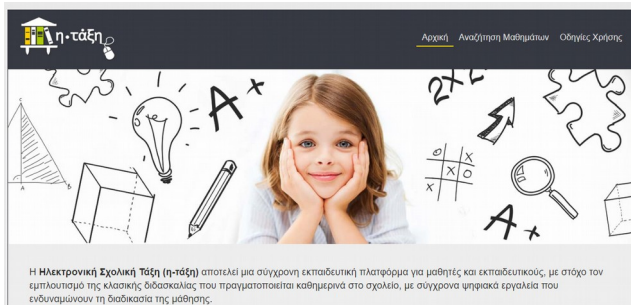 η•τάξη
Αρχική Αναζήτηση Μαθημάτων Οδηγίες Χρήσης
A+
2x2
C
A
B
O X
X O
X
A+
Η Ηλεκτρονική Σχολική Τάξη (η-τάξη) αποτελεί μια σύγχρονη εκπαιδευτική πλατφόρμα για μαθητές και εκπαιδευτικούς, με στόχο τον
εμπλουτισμό της κλασικής διδασκαλίας που πραγματοποιείται καθημερινά στο σχολείο, με σύγχρονα ψηφιακά εργαλεία που
ενδυναμώνουν τη διαδικασία της μάθησης.